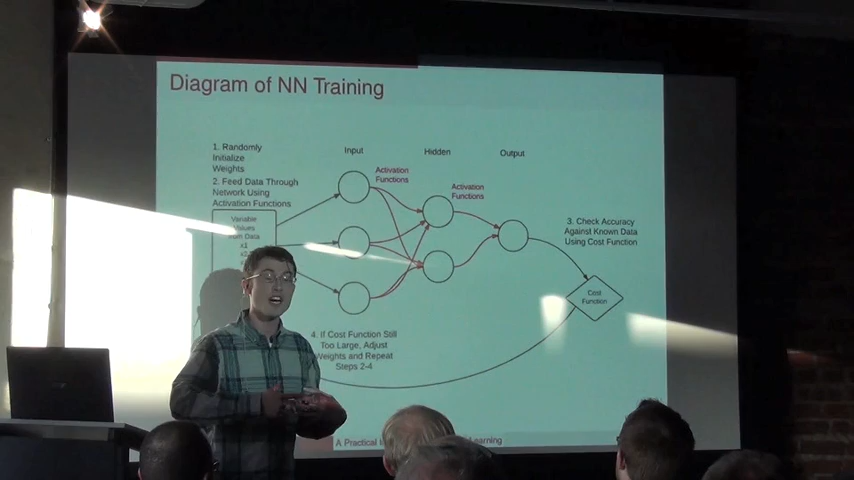 Diagram of NN Training
1. Randomly
Initialize
Weights
2. Feed Data Through
Network Using
Activation Functions
Variable
Values
from Data
x1
Input
Activation
Functions
Hidden
Activation
Functions
Output
3. Check Accuracy
Against Known Data
Using Cost Function
Cost
Function
4. If Cost Function Still
Too Large, Adjust
Weights and Repeat
Steps 2-4
A Practical
Learning